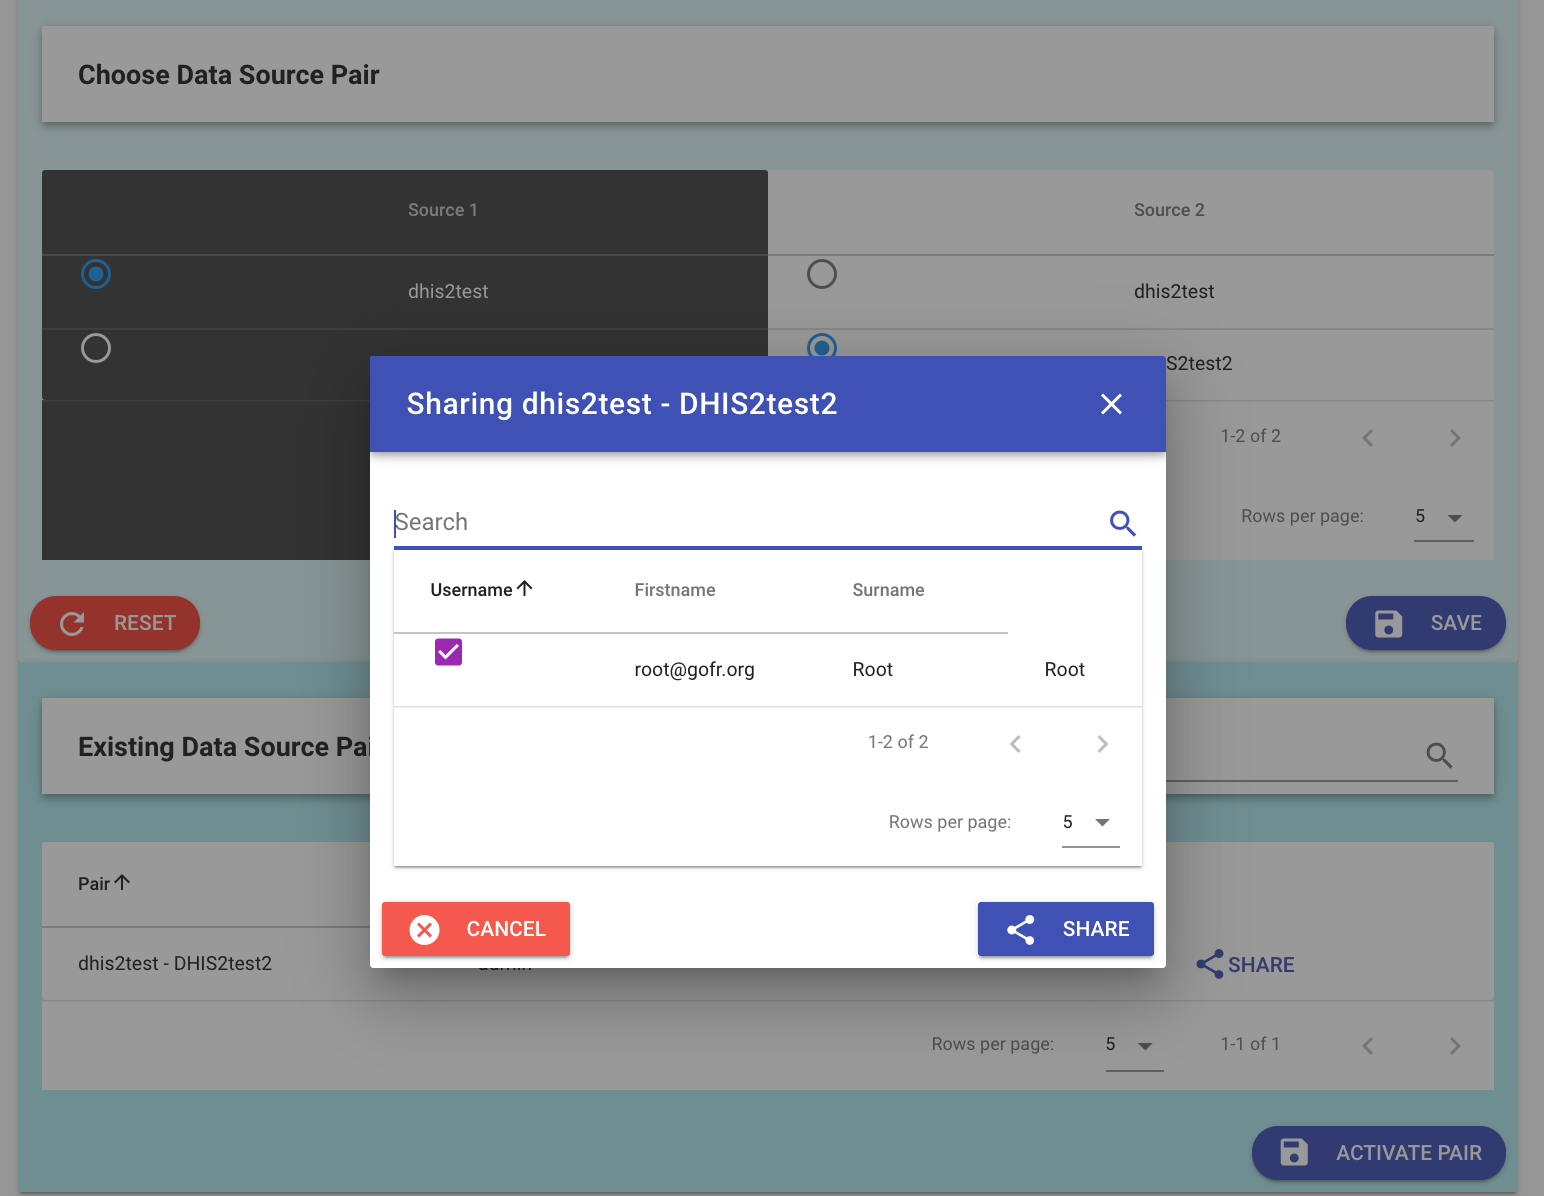 Choose Data Source Pair
Source 1 Source 2
dhis2test dhis2test
S2test2
Sharing dhis2test - DHIS2test2
1-2 of 2
Search
Rows per page: 5
Username Firstname Surname
RESET SAVE
root@gofr.org Root Root
1-2 of 2
Existing Data Source Pai
Rows per page: 5
Pair
CANCEL SHARE
dhis2test - DHIS2test2 SHARE
Rows per page: 5 1-1 of 1
ACTIVATE PAIR